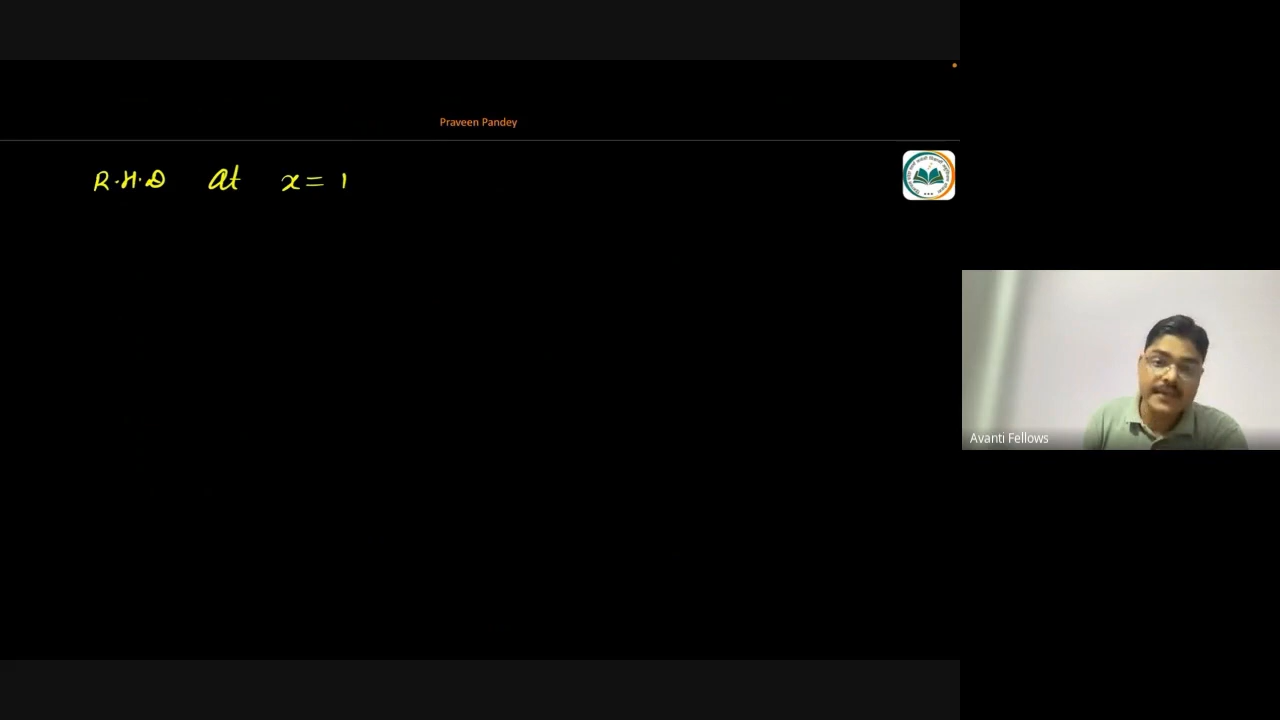 Praveen Pandey
R.H.D at x = 1
Avanti Fellows